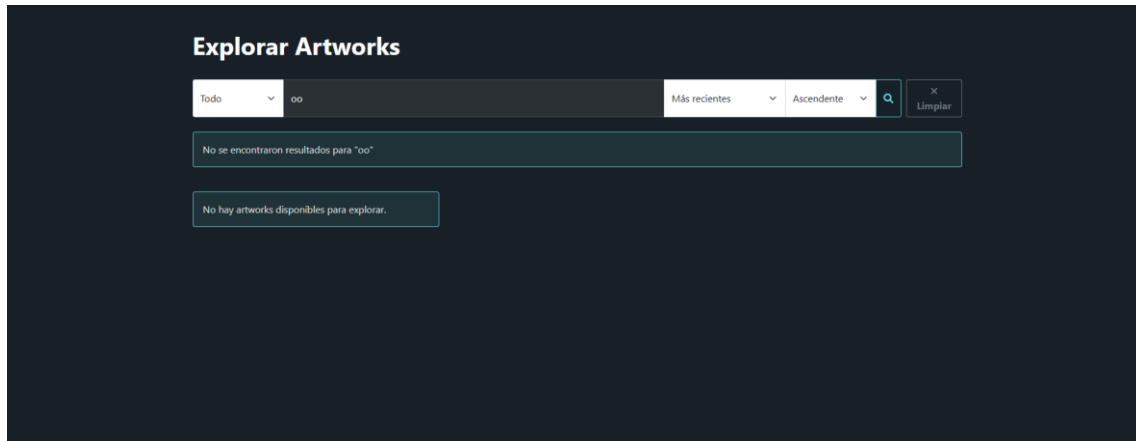 Explorar Artworks
Todo oo Más recientes Ascendente × Limpiar
No se encontraron resultados para "oo"
No hay artworks disponibles para explorar.